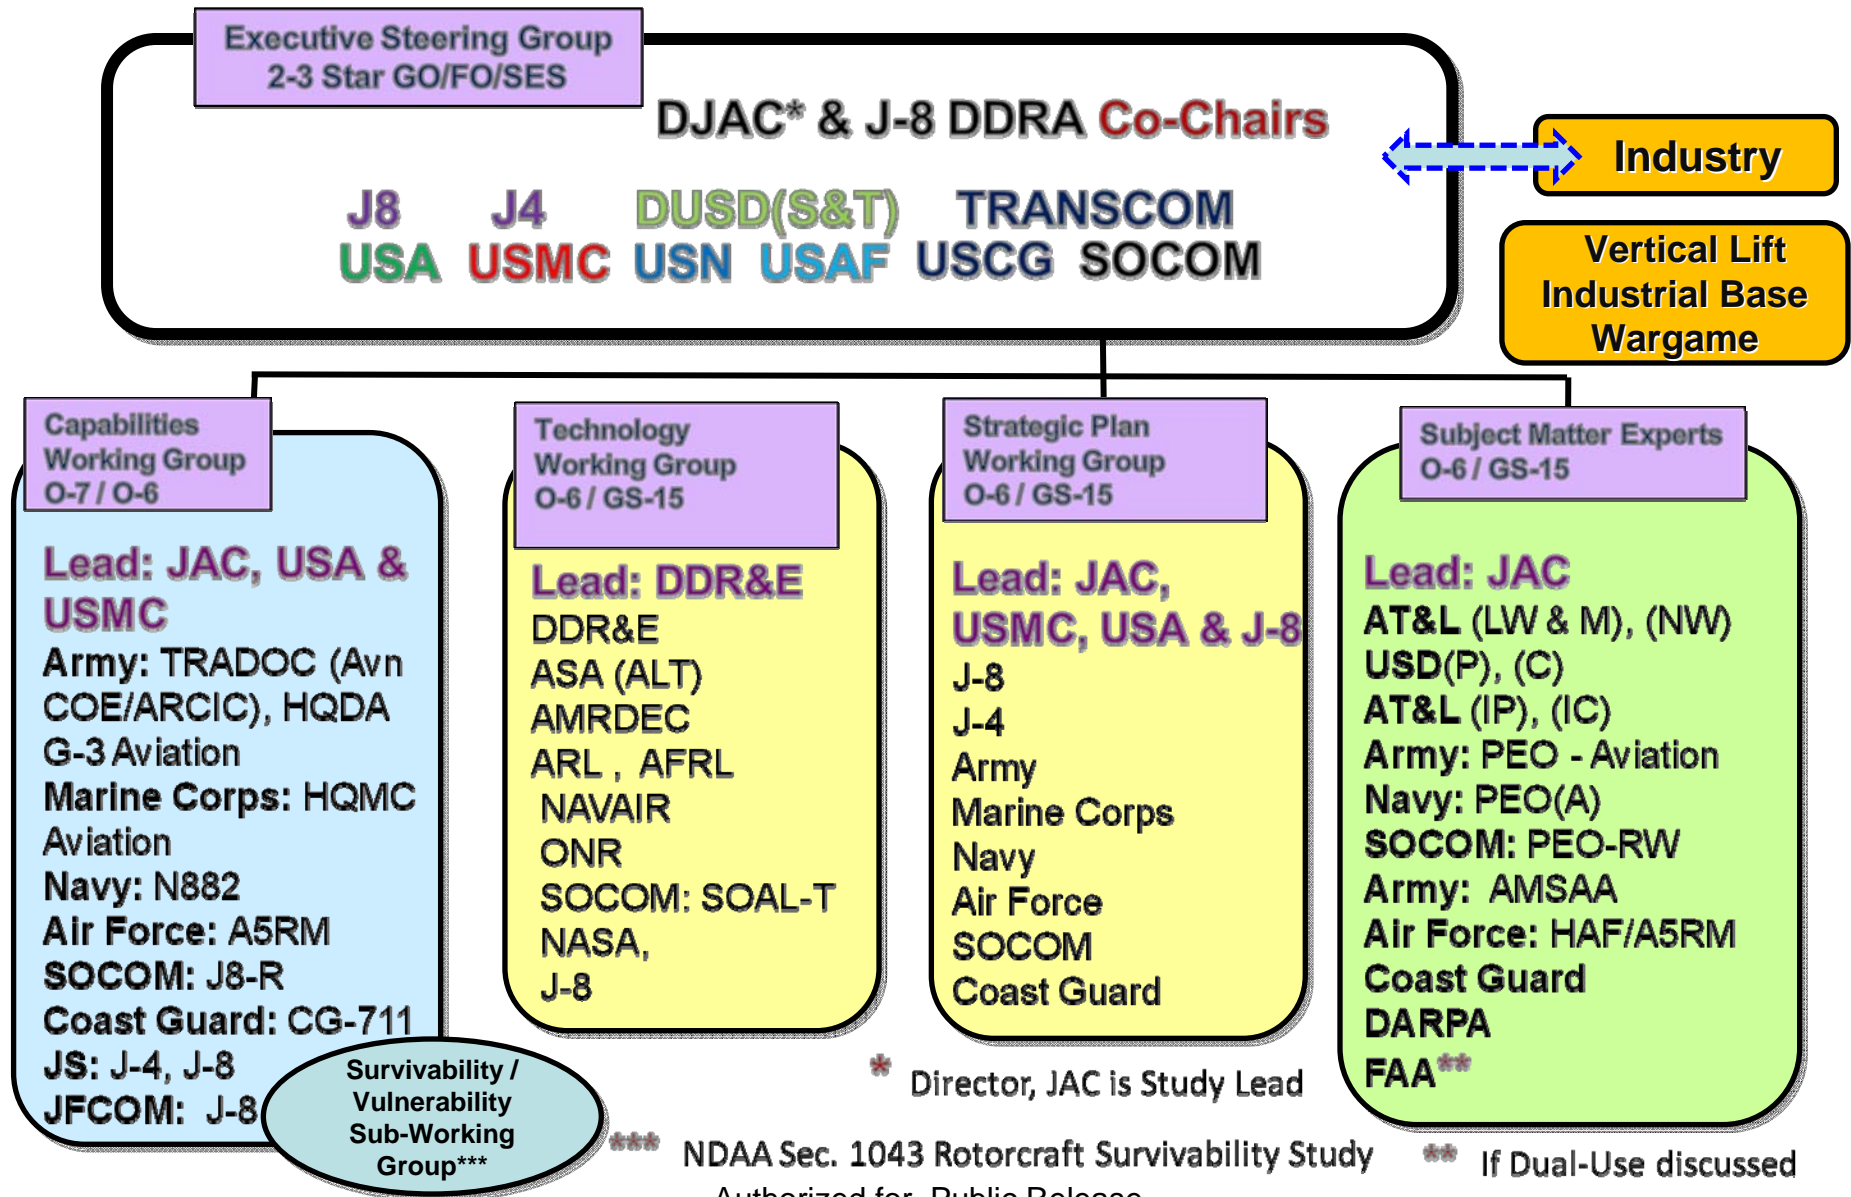 Executive Steering Group
2-3 Star GO/FO/SES
DJAC* & J-8 DDRA Co-Chairs
J8 J4 DUSD(S&T) TRANSCOM
USA USMC USN USAF USCG SOCOM
Industry
Vertical Lift
Industrial Base
Wargame
Capabilities
Working Group
O-7 / O-6
Lead: JAC, USA &
USMC
Army: TRADOC (Avn
COE/ARCIC), HQDA
G-3 Aviation
Marine Corps: HQMC
Aviation
Navy: N882
Air Force: A5RM
SOCOM: J8-R
Coast Guard: CG-711
JS: J-4, J-8
JFCOM: J-8
Survivability /
Vulnerability
Sub-Working
Group***
Technology
Working Group
O-6 / GS-15
Lead: DDR&E
DDR&E
ASA (ALT)
AMRDEC
ARL , AFRL
NAVAIR
ONR
SOCOM: SOAL-T
NASA,
J-8
Strategic Plan
Working Group
O-6 / GS-15
Lead: JAC,
USMC, USA & J-8
J-8
J-4
Army
Marine Corps
Navy
Air Force
SOCOM
Coast Guard
Subject Matter Experts
O-6 / GS-15
Lead: JAC
AT&L (LW & M), (NW)
USD(P), (C)
AT&L (IP), (IC)
Army: PEO - Aviation
Navy: PEO(A)
SOCOM: PEO-RW
Army: AMSAA
Air Force: HAF/A5RM
Coast Guard
DARPA
FAA**
* Director, JAC is Study Lead
*** NDAA Sec. 1043 Rotorcraft Survivability Study
** If Dual-Use discussed
Authorized for Public Release